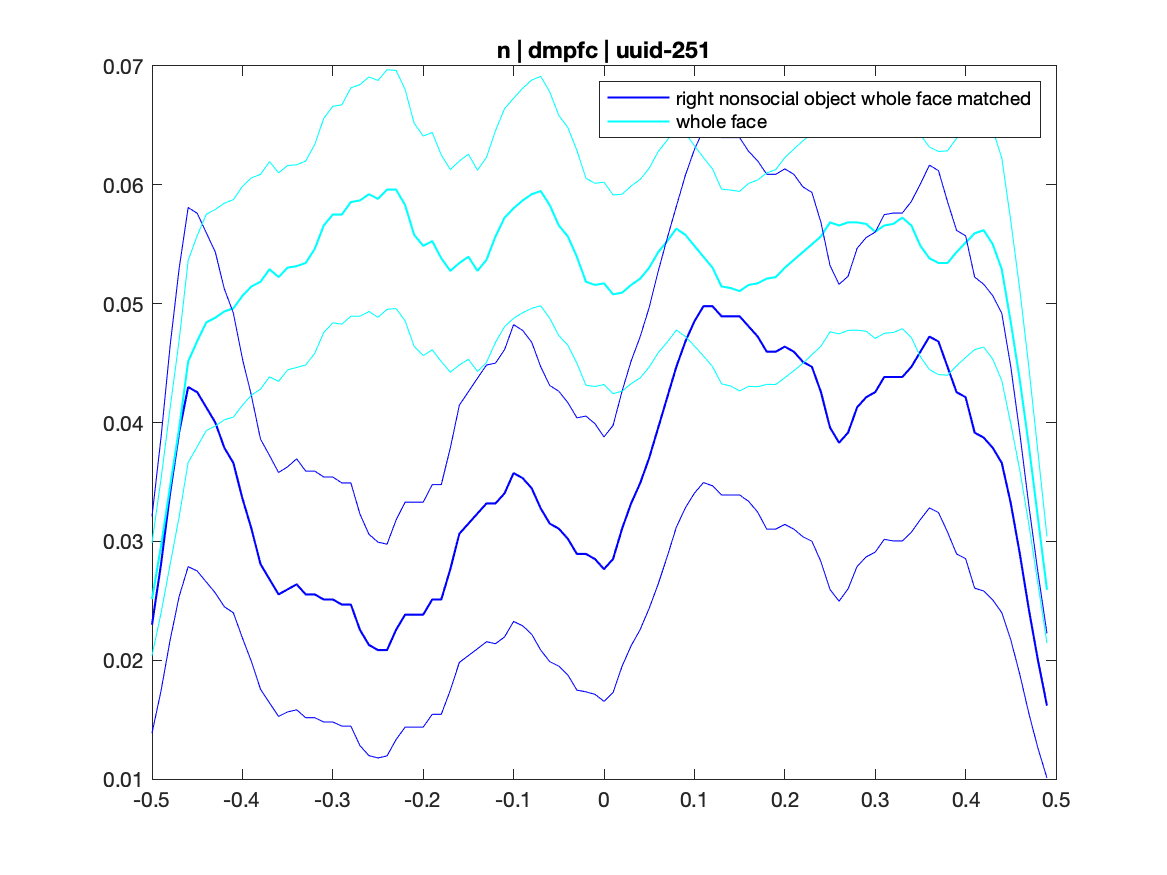 n | dmpfc | uuid-251
0.07
right nonsocial object whole face matched
whole face
0.06
0.05
0.04
0.03
0.02
0.01
-0.5 -0.4 -0.3 -0.2 -0.1 0 0.1 0.2 0.3 0.4 0.5